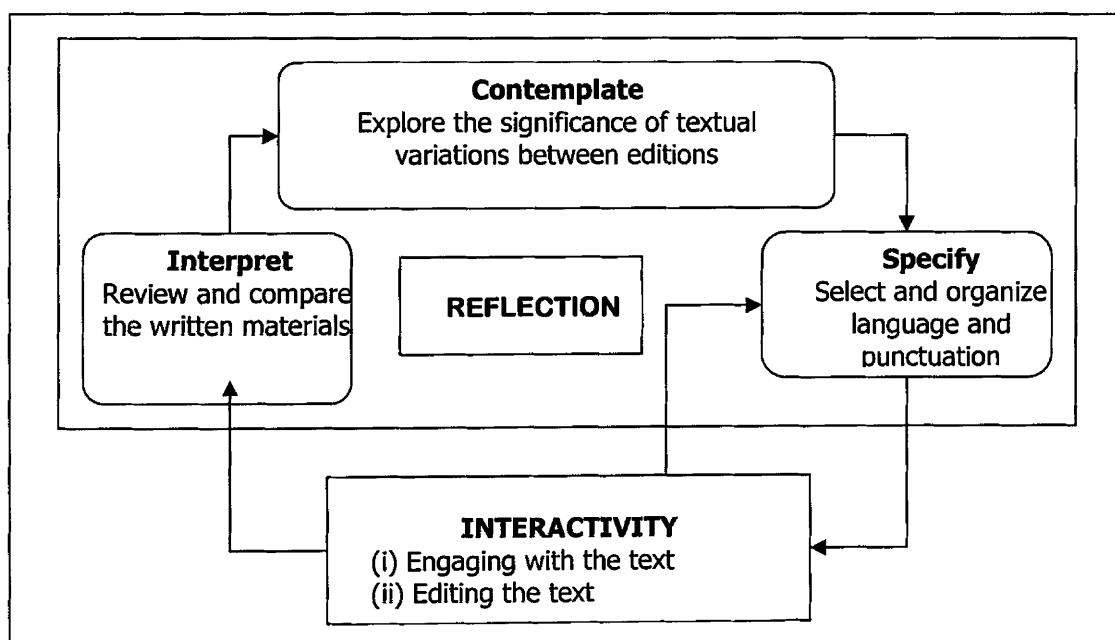 Contemplate
Explore the significance of textual
variations between editions
Interpret
Review and compare
the written materials
REFLECTION
Specify
Select and organize
language and
punctuation
INTERACTIVITY
(i) Engaging with the text
(ii) Editing the text